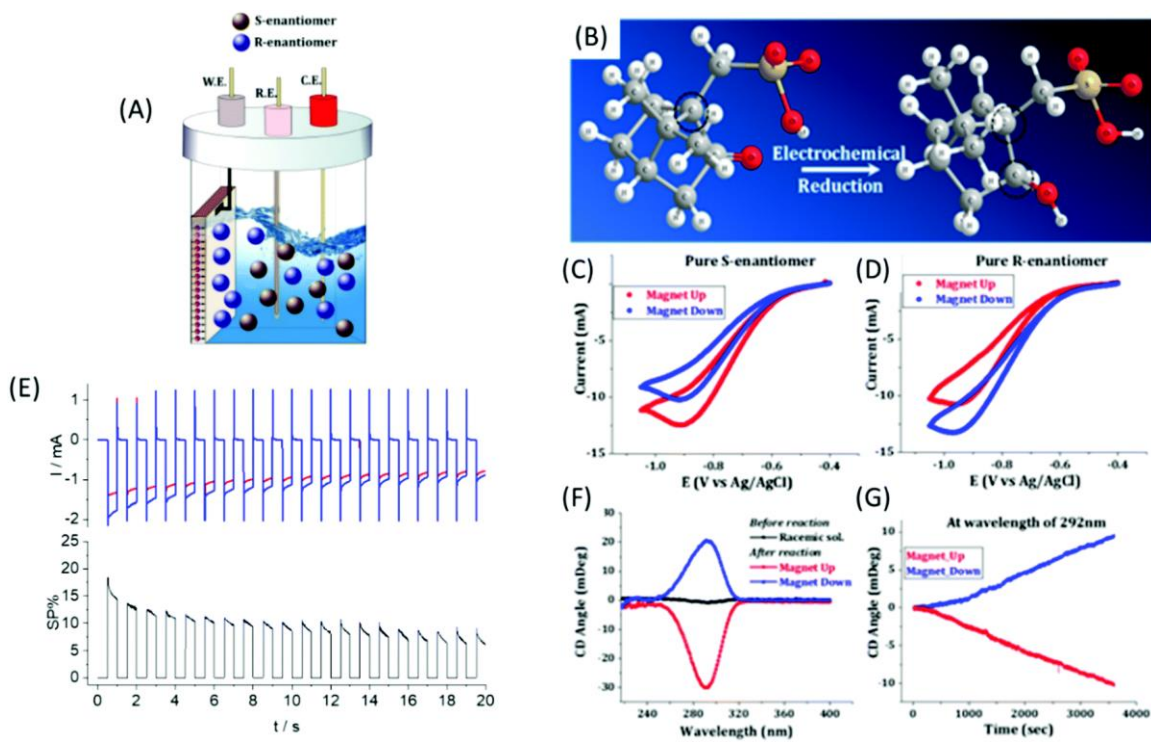 S-enantiomer
R-enantiomer
(A)
W.E.
R.E.
C.E.
(B)
Electrochemical
Reduction
(C)
Pure S-enantiomer
Magnet Up
Magnet Down
0
-5
-10
-15
Current (mA)
-1.0 -0.8 -0.6 -0.4
E (V vs Ag/AgCl)
(D)
Pure R-enantiomer
Magnet Up
Magnet Down
0
-5
-10
-15
Current (mA)
-1.0 -0.8 -0.6 -0.4
E (V vs Ag/AgCl)
(E)
1
0
-1
-2
I / mA
25
20
15
10
5
0
SP%
0 2 4 6 8 10 12 14 16 18 20
t / s
(F)
Before reaction
Racemic sol.
After reaction
Magnet Up
Magnet Down
30
20
10
0
-10
-20
-30
CD Angle (mDeg)
240 280 320 360 400
Wavelength (nm)
(G)
At wavelength of 292nm
Magnet_Up
Magnet_Down
10
5
0
-5
-10
CD Angle (mDeg)
0 1000 2000 3000 4000
Time (sec)